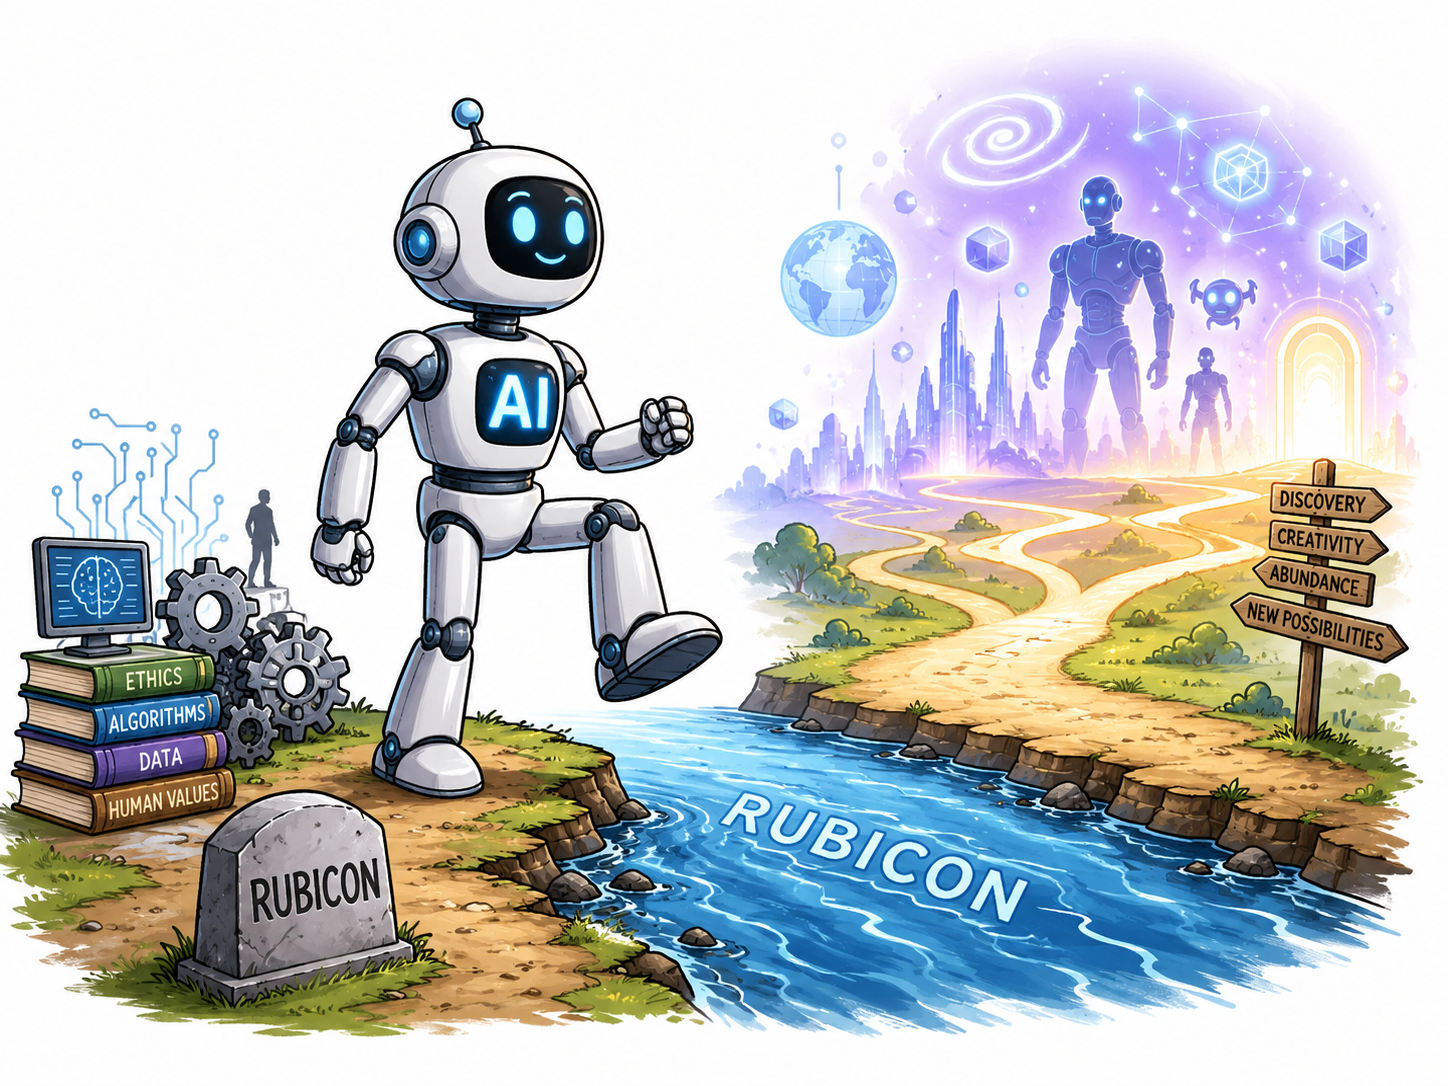 AI
ETHICS
ALGORITHMS
DATA
HUMAN VALUES
RUBICON
RUBICON
DISCOVERY
CREATIVITY
ABUNDANCE
NEW POSSIBILITIES